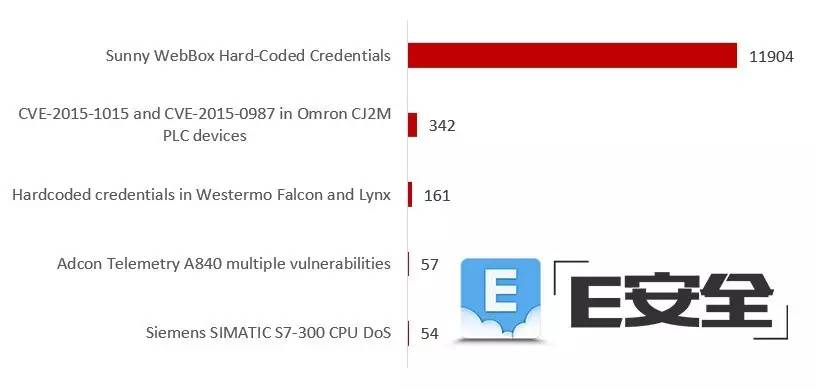 Sunny WebBox Hard-Coded Credentials 11904
CVE-2015-1015 and CVE-2015-0987 in Omron CJ2M
PLC devices 342
Hardcoded credentials in Westermo Falcon and Lynx 161
Adcon Telemetry A840 multiple vulnerabilities 57
Siemens SIMATIC S7-300 CPU DoS 54
E
E安全